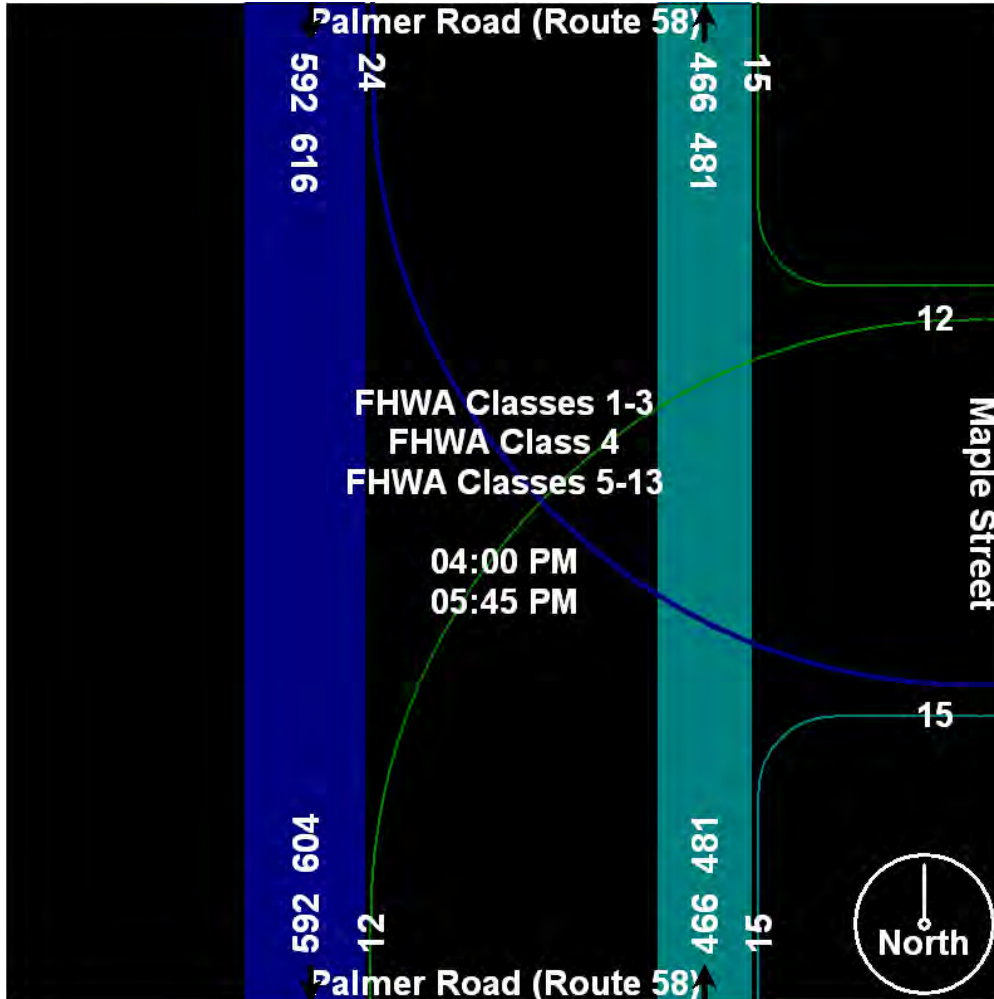 Palmer Road (Route 58)
592 616
24
466 481
15
12
FHWA Classes 1-3
FHWA Class 4
FHWA Classes 5-13
Maple Street
04:00 PM
05:45 PM
15
592 604
12
466 481
15
North
Palmer Road (Route 58)